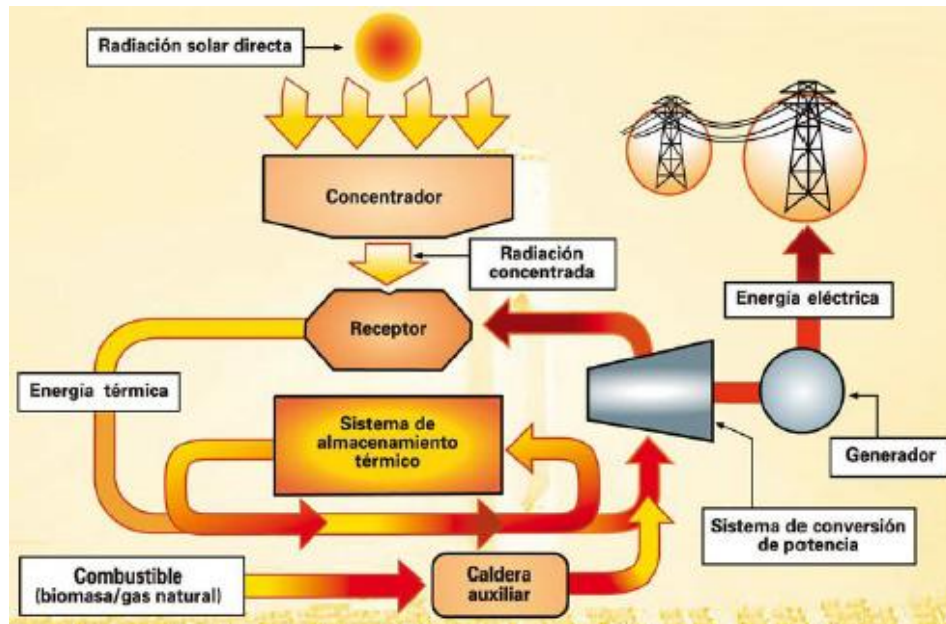 Radiación solar directa
Concentrador
Radiación
concentrada
Receptor
Energía eléctrica
Energía térmica
Sistema de
almacenamiento
térmico
Generador
Sistema de conversión
de potencia
Combustible
(biomasa/gas natural)
Caldera
auxiliar